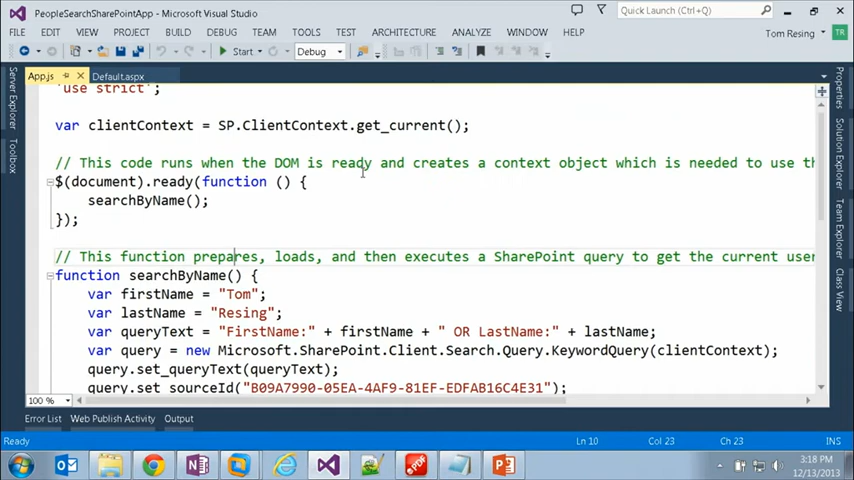 PeopleSearchSharePointApp - Microsoft Visual Studio
Quick Launch (Ctrl+Q)
FILE EDIT VIEW PROJECT BUILD DEBUG TEAM TOOLS TEST ARCHITECTURE ANALYZE WINDOW HELP
Tom Resing TR
Start Debug
App.js Default.aspx
Server Explorer
Toolbox
'use strict';
var clientContext = SP.ClientContext.get_current();
// This code runs when the DOM is ready and creates a context object which is needed to use th
$(document).ready(function () {
searchByName();
});
// This function prepares, loads, and then executes a SharePoint query to get the current user
function searchByName() {
var firstName = "Tom";
var lastName = "Resing";
var queryText = "FirstName:" + firstName + " OR LastName:" + lastName;
var query = new Microsoft.SharePoint.Client.Search.Query.KeywordQuery(clientContext);
query.set_queryText(queryText);
query.set_sourceId("B09A7990-05EA-4AF9-81EF-EDFAB16C4E31");
Properties
Solution Explorer
Team Explorer
Class View
100 %
Error List Web Publish Activity Output
Ready Ln 10 Col 23 Ch 23 INS
3:18 PM
12/13/2013